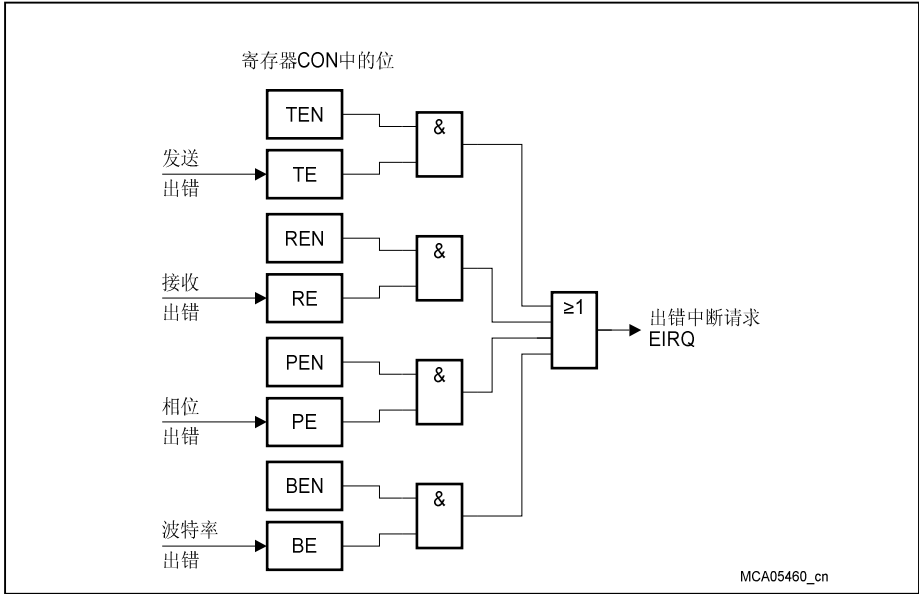 寄存器CON中的位
TEN
&
发送
出错
TE
REN
&
接收
出错
RE
≥1
出错中断请求
EIRQ
PEN
&
相位
出错
PE
BEN
&
波特率
出错
BE
MCA05460_cn